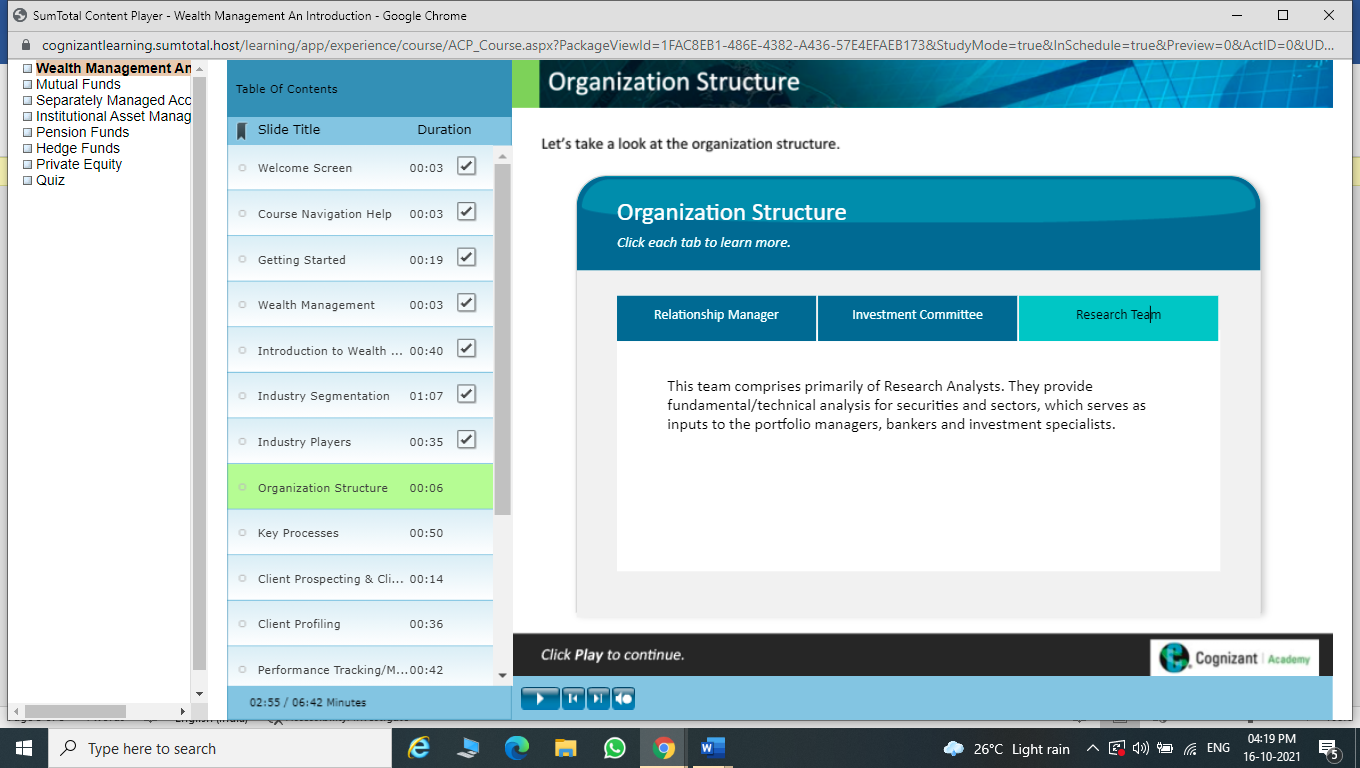 SumTotal Content Player - Wealth Management An Introduction - Google Chrome
cognizantlearning.sumtotal.host/learning/app/experience/course/ACP_Course.aspx?PackageViewId=1FAC8EB1-486E-4382-A436-57E4EFAEB173&StudyMode=true&InSchedule=true&Preview=0&ActID=0&UD...
Wealth Management An
Mutual Funds
Separately Managed Acc
Institutional Asset Manag
Pension Funds
Hedge Funds
Private Equity
Quiz
Table Of Contents
Slide Title Duration
Welcome Screen 00:03
Course Navigation Help 00:03
Getting Started 00:19
Wealth Management 00:03
Introduction to Wealth ... 00:40
Industry Segmentation 01:07
Industry Players 00:35
Organization Structure 00:06
Key Processes 00:50
Client Prospecting & Cli... 00:14
Client Profiling 00:36
Performance Tracking/M... 00:42
02:55 / 06:42 Minutes
Organization Structure
Let's take a look at the organization structure.
Organization Structure
Click each tab to learn more.
Relationship Manager Investment Committee Research Team
This team comprises primarily of Research Analysts. They provide
fundamental/technical analysis for securities and sectors, which serves as
inputs to the portfolio managers, bankers and investment specialists.
Click Play to continue.
Cognizant Academy
Type here to search
26°C Light rain
ENG
04:19 PM
16-10-2021
5